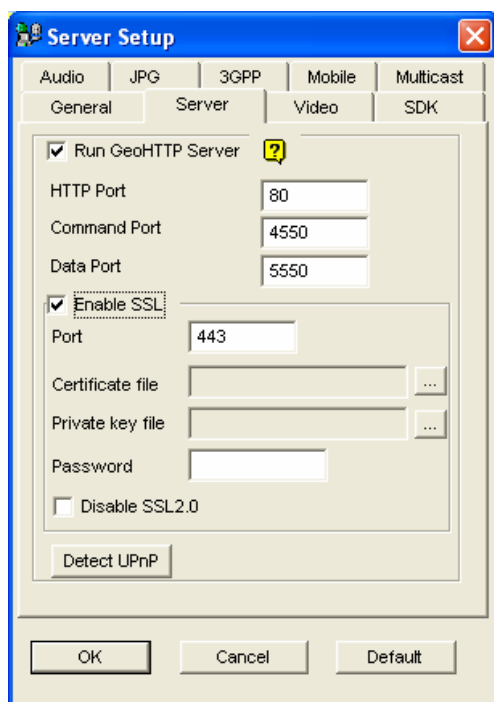 Server Setup
Audio JPG 3GPP Mobile Multicast
General Server Video SDK
Run GeoHTTP Server ?
HTTP Port 80
Command Port 4550
Data Port 5550
Enable SSL
Port 443
Certificate file ...
Private key file ...
Password
Disable SSL2.0
Detect UPnP
OK Cancel Default